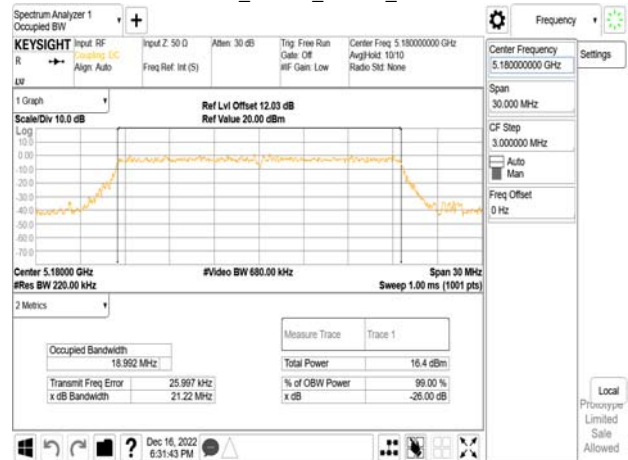 Spectrum Analyzer 1
Occupied BW
Frequency
KEYSIGHT
R
LV
Input: RF
Coupling: DC
Align: Auto
Input Z: 50 Ω
Freq Ref: Int (S)
Atten: 30 dB
Trig: Free Run
Gate: Off
#IF Gain: Low
Center Freq: 5.180000000 GHz
Avg|Hold: 10/10
Radio Std: None
1 Graph
Scale/Div 10.0 dB
Ref Lvl Offset 12.03 dB
Ref Value 20.00 dBm
Log
10.0
0.00
-10.0
-20.0
-30.0
-40.0
-50.0
-60.0
-70.0
Center 5.18000 GHz
#Res BW 220.00 kHz
#Video BW 680.00 kHz
Span 30 MHz
Sweep 1.00 ms (1001 pts)
2 Metrics
Measure Trace Trace 1
Occupied Bandwidth
18.992 MHz
Total Power 16.4 dBm
Transmit Freq Error 25.997 kHz
% of OBW Power 99.00 %
x dB Bandwidth 21.22 MHz
x dB -26.00 dB
Dec 16, 2022
6:31:43 PM
Center Frequency
5.180000000 GHz
Settings
Span
30.000 MHz
CF Step
3.000000 MHz
Auto
Man
Freq Offset
0 Hz
Local
Prototype
Limited
Sale
Allowed